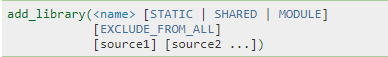 add_library(<name> [STATIC | SHARED | MODULE]
[EXCLUDE_FROM_ALL]
[source1] [source2 ...])